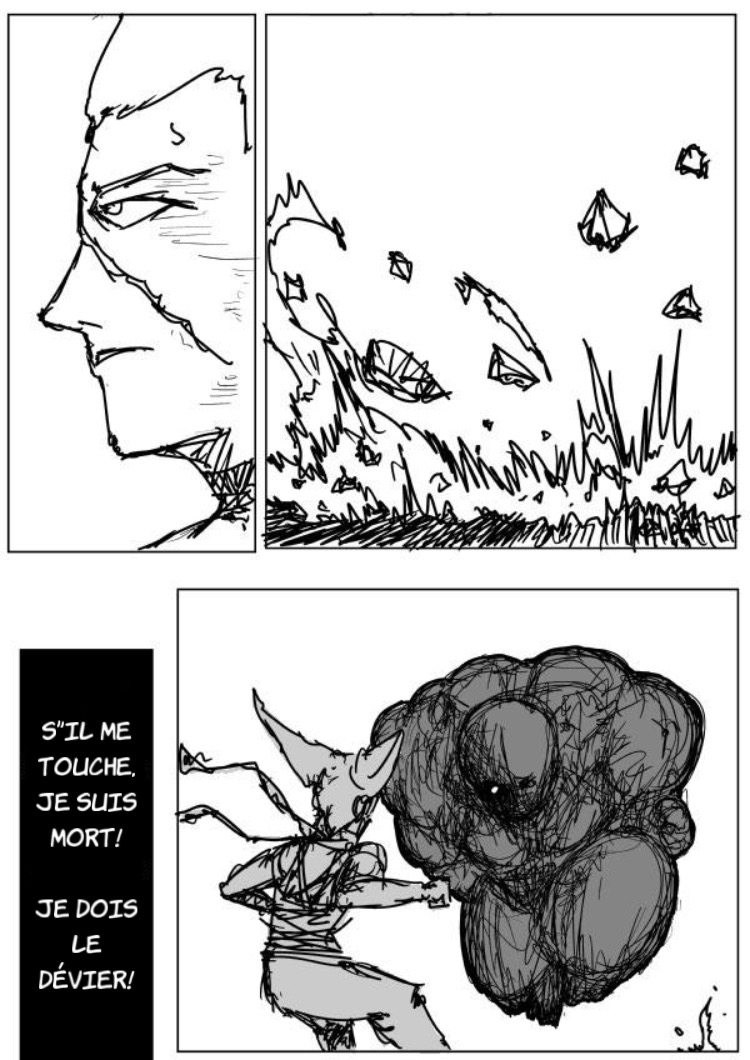 S"IL ME
TOUCHE,
JE SUIS
MORT!
JE DOIS
LE
DÉVIER!